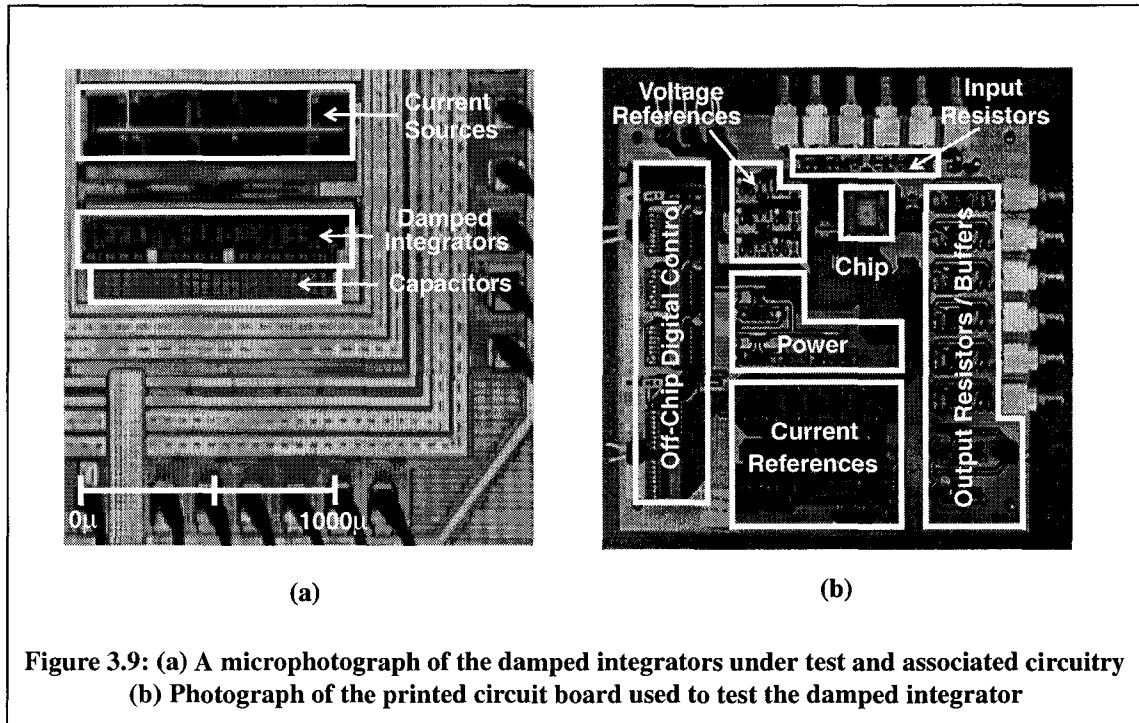 Current
Sources
Damped
Integrators
Capacitors
0μ
1000μ
(a)
Voltage
References
Input
Resistors
Off-Chip Digital Control
Chip
Power
Current
References
Output Resistors / Buffers
(b)
Figure 3.9: (a) A microphotograph of the damped integrators under test and associated circuitry
(b) Photograph of the printed circuit board used to test the damped integrator